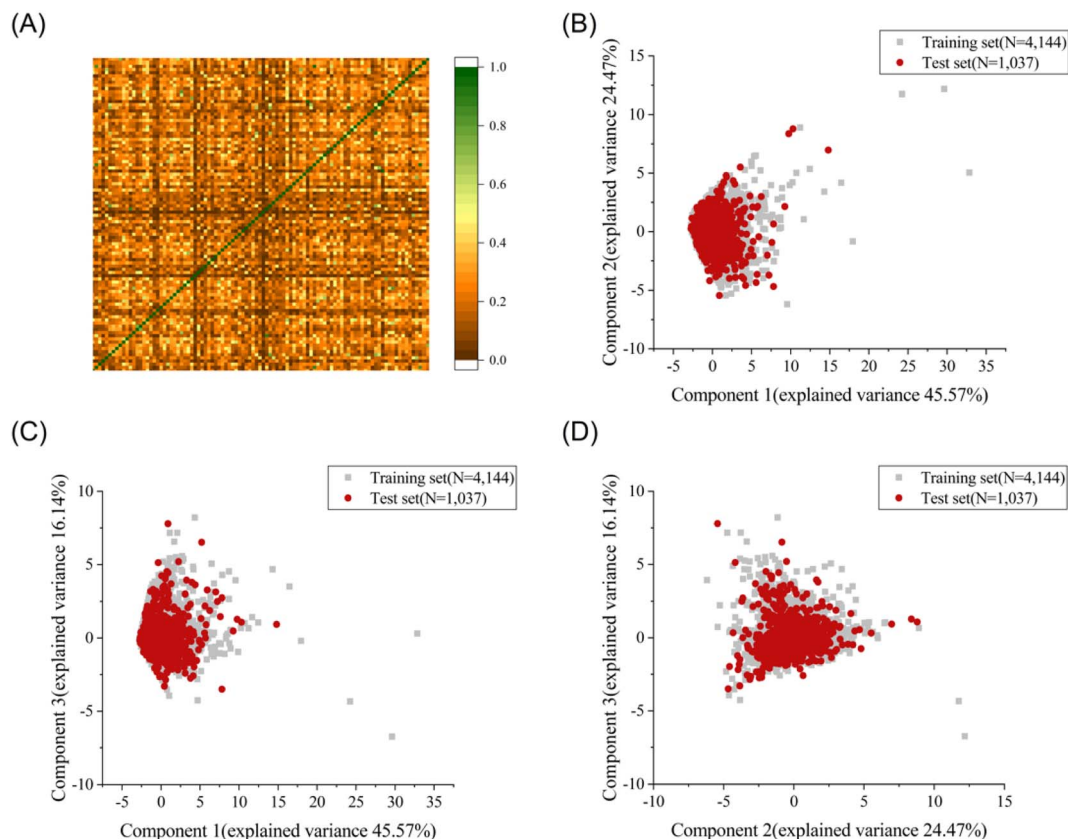 (A)
1.0
0.8
0.6
0.4
0.2
0.0
(B)
Training set(N=4,144)
Test set(N=1,037)
15
10
5
0
-5
-10
Component 2(explained variance 24.47%)
-5 0 5 10 15 20 25 30 35
Component 1(explained variance 45.57%)
(C)
Training set(N=4,144)
Test set(N=1,037)
10
5
0
-5
-10
Component 3(explained variance 16.14%)
-5 0 5 10 15 20 25 30 35
Component 1(explained variance 45.57%)
(D)
Training set(N=4,144)
Test set(N=1,037)
10
5
0
-5
-10
Component 3(explained variance 16.14%)
-10 -5 0 5 10 15
Component 2(explained variance 24.47%)